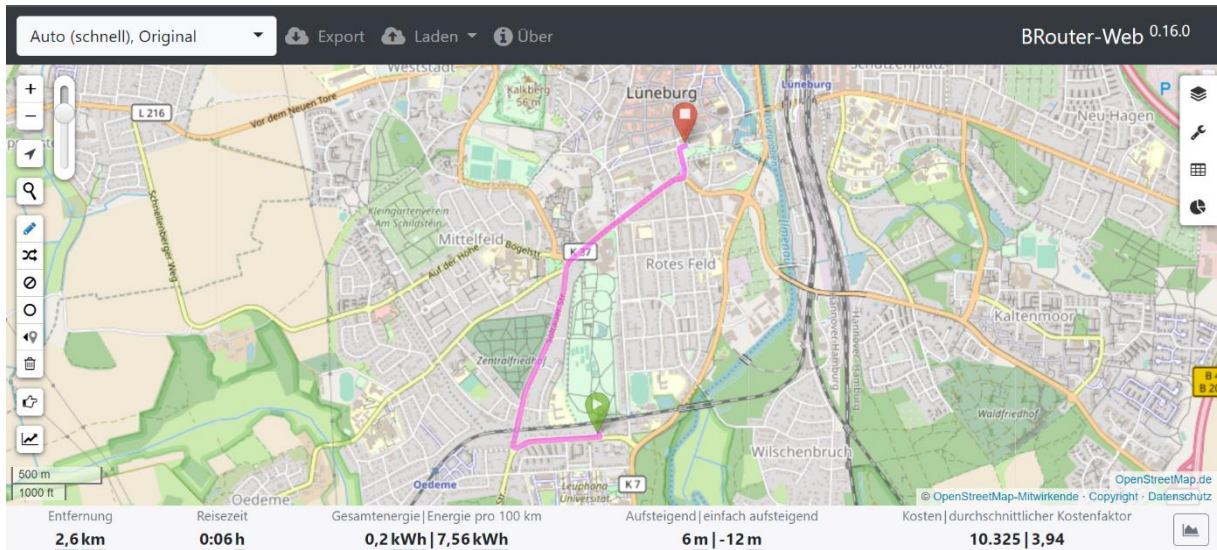 Auto (schnell), Original
Export
Laden
Über
BRouter-Web 0.16.0
Weststadt
Kalkberg
56 m
Lüneburg
Lüneburg
P
L 216
Vor dem Neuen Tore
Neu Hagen
Schnellenberger Weg
Kleingartenverein
Am Schildstein
Mittelfeld
Bögelstr.
Auf der Höhe
Rotes Feld
Kaltenmoor
Hannover-Hamburg
Zentralfriedhof
Waldfriedhof
Wilschenbruch
500 m
1000 ft
Oedeme
Oedeme
Leuphana
Universität
K 7
OpenStreetMap.de
© OpenStreetMap-Mitwirkende · Copyright · Datenschutz
Entfernung
Reisezeit
Gesamtenergie|Energie pro 100 km
Aufsteigend|einfach aufsteigend
Kosten|durchschnittlicher Kostenfaktor
2,6 km
0:06 h
0,2 kWh|7,56 kWh
6 m|-12 m
10.325|3,94